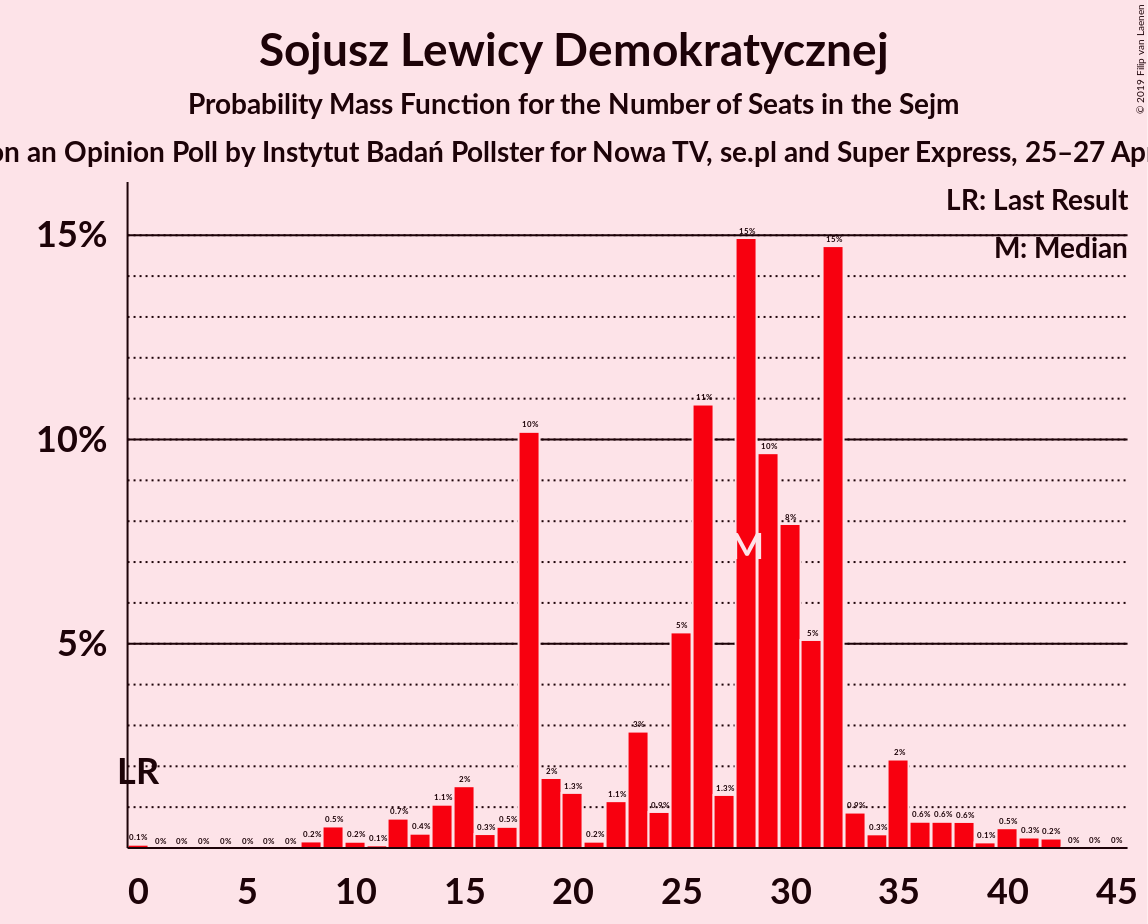 Sojusz Lewicy Demokratycznej
Probability Mass Function for the Number of Seats in the Sejm
on an Opinion Poll by Instytut Badań Pollster for Nowa TV, se.pl and Super Express, 25–27 Apr
© 2019 Filip van Laenen
LR: Last Result
M: Median
15%
10%
5%
LR
M
0.1% 0% 0% 0% 0% 0% 0% 0% 0.2% 0.5% 0.2% 0.1% 0.7% 0.4% 1.1% 2% 0.3% 0.5% 10% 2% 1.3% 0.2% 1.1% 3% 0.9% 5% 11% 1.3% 15% 10% 8% 5% 15% 0.9% 0.3% 2% 0.6% 0.6% 0.6% 0.1% 0.5% 0.3% 0.2% 0% 0% 0%
0 5 10 15 20 25 30 35 40 45